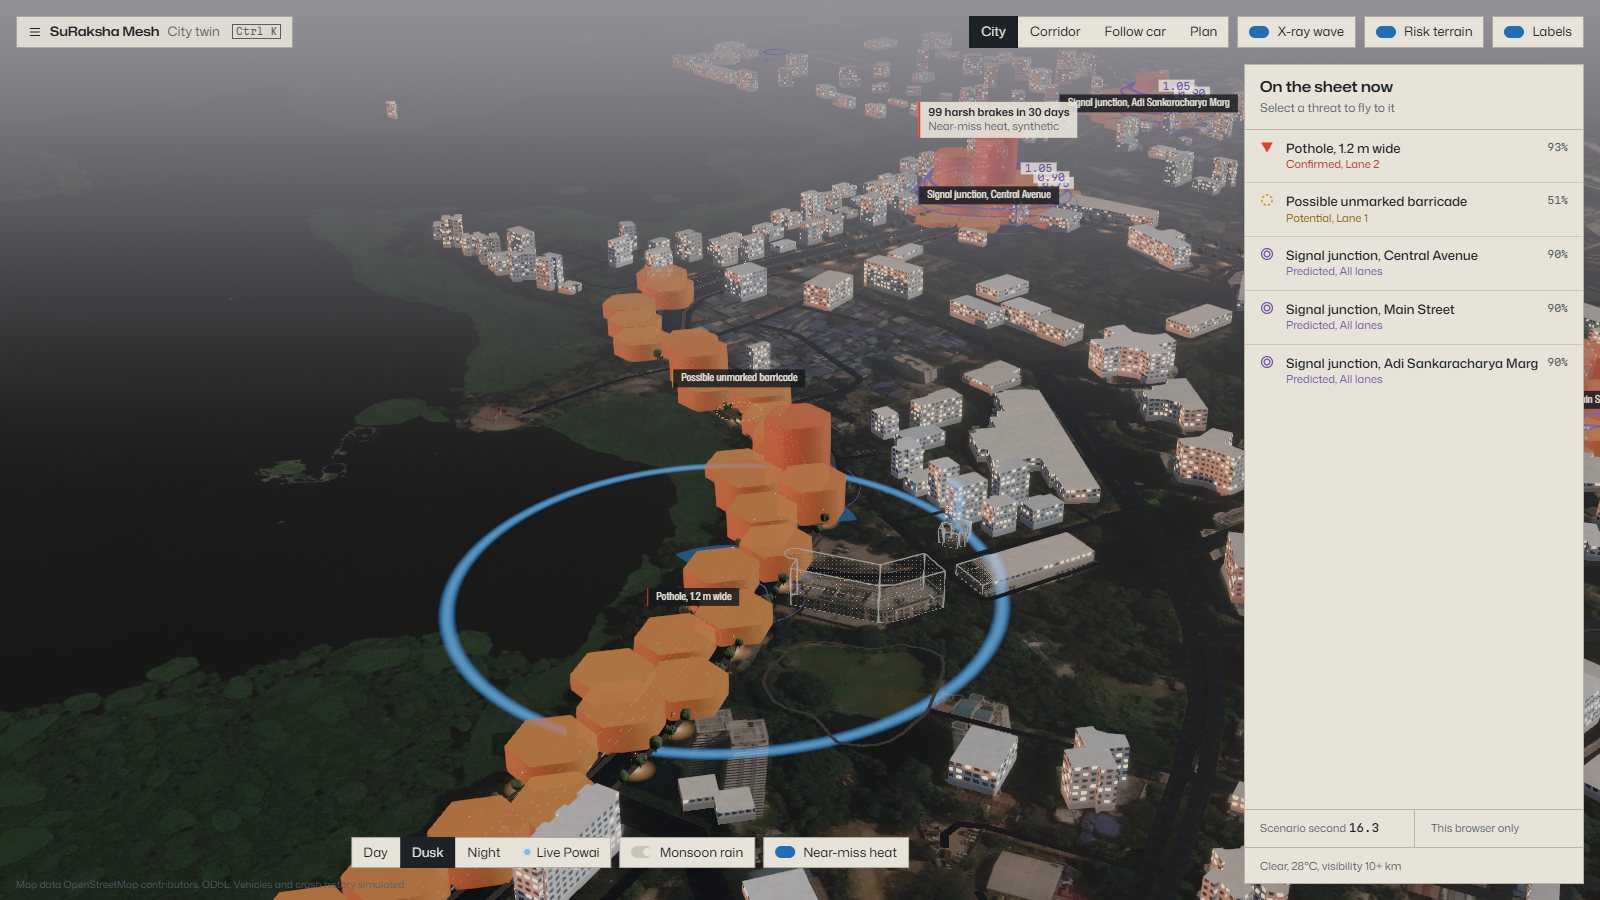 SuRaksha Mesh City twin Ctrl K
City Corridor Follow car Plan
X-ray wave
Risk terrain
Labels
On the sheet now
Select a threat to fly to it
Pothole, 1.2 m wide 93%
Confirmed, Lane 2
Possible unmarked barricade 51%
Potential, Lane 1
Signal junction, Central Avenue 90%
Predicted, All lanes
Signal junction, Main Street 90%
Predicted, All lanes
Signal junction, Adi Sankaracharya Marg 90%
Predicted, All lanes
Scenario second 16.3
This browser only
Clear, 28°C, visibility 10+ km
1.05
Signal junction, Adi Sankaracharya Marg
99 harsh brakes in 30 days
Near-miss heat, synthetic
1.05
0.90
Signal junction, Central Avenue
Possible unmarked barricade
Pothole, 1.2 m wide
Day Dusk Night Live Powai
Monsoon rain
Near-miss heat
Map data OpenStreetMap contributors, ODbL. Vehicles and crash history simulated.